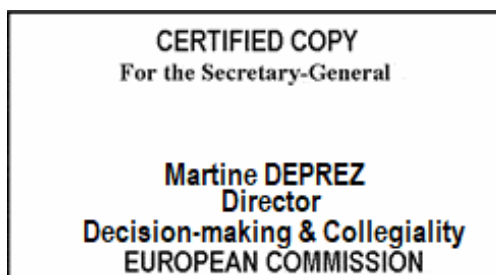 CERTIFIED COPY
For the Secretary-General
Martine DEPREZ
Director
Decision-making & Collegiality
EUROPEAN COMMISSION